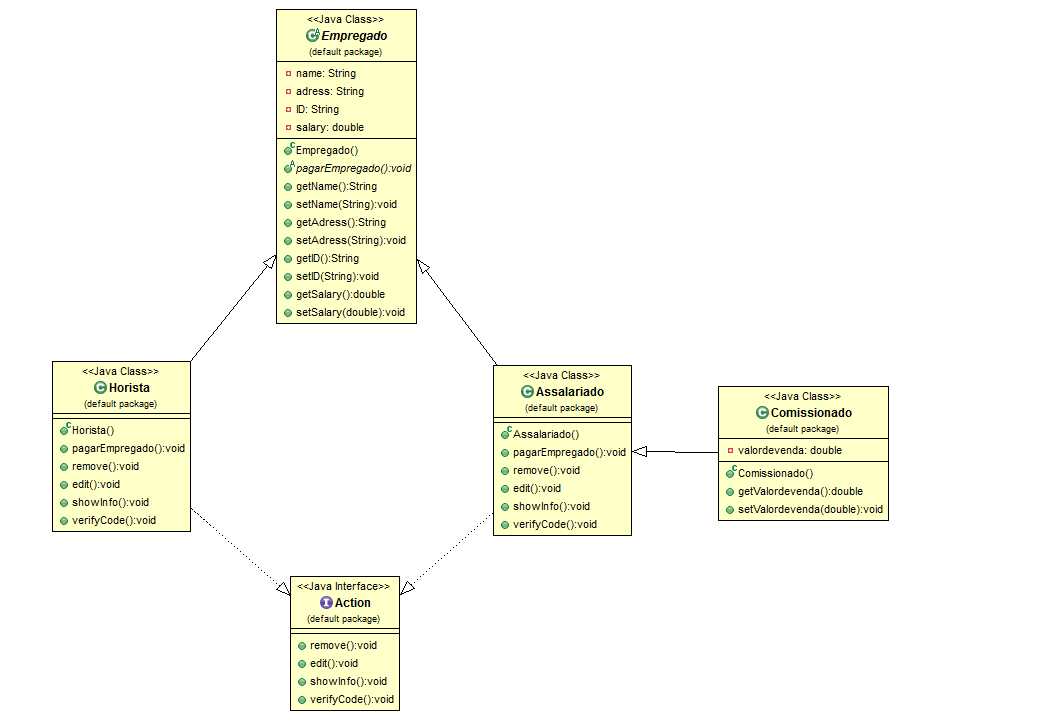 <<Java Class>>
Empregado
(default package)
name: String
adress: String
ID: String
salary: double
Empregado()
pagarEmpregado():void
getName():String
setName(String):void
getAdress():String
setAdress(String):void
getID():String
setID(String):void
getSalary():double
setSalary(double):void
<<Java Class>>
Horista
(default package)
Horista()
pagarEmpregado():void
remove():void
edit():void
showInfo():void
verifyCode():void
<<Java Class>>
Assalariado
(default package)
Assalariado()
pagarEmpregado():void
remove():void
edit():void
showInfo():void
verifyCode():void
<<Java Class>>
Comissionado
(default package)
valordevenda: double
Comissionado()
getValordevenda():double
setValordevenda(double):void
<<Java Interface>>
Action
(default package)
remove():void
edit():void
showInfo():void
verifyCode():void